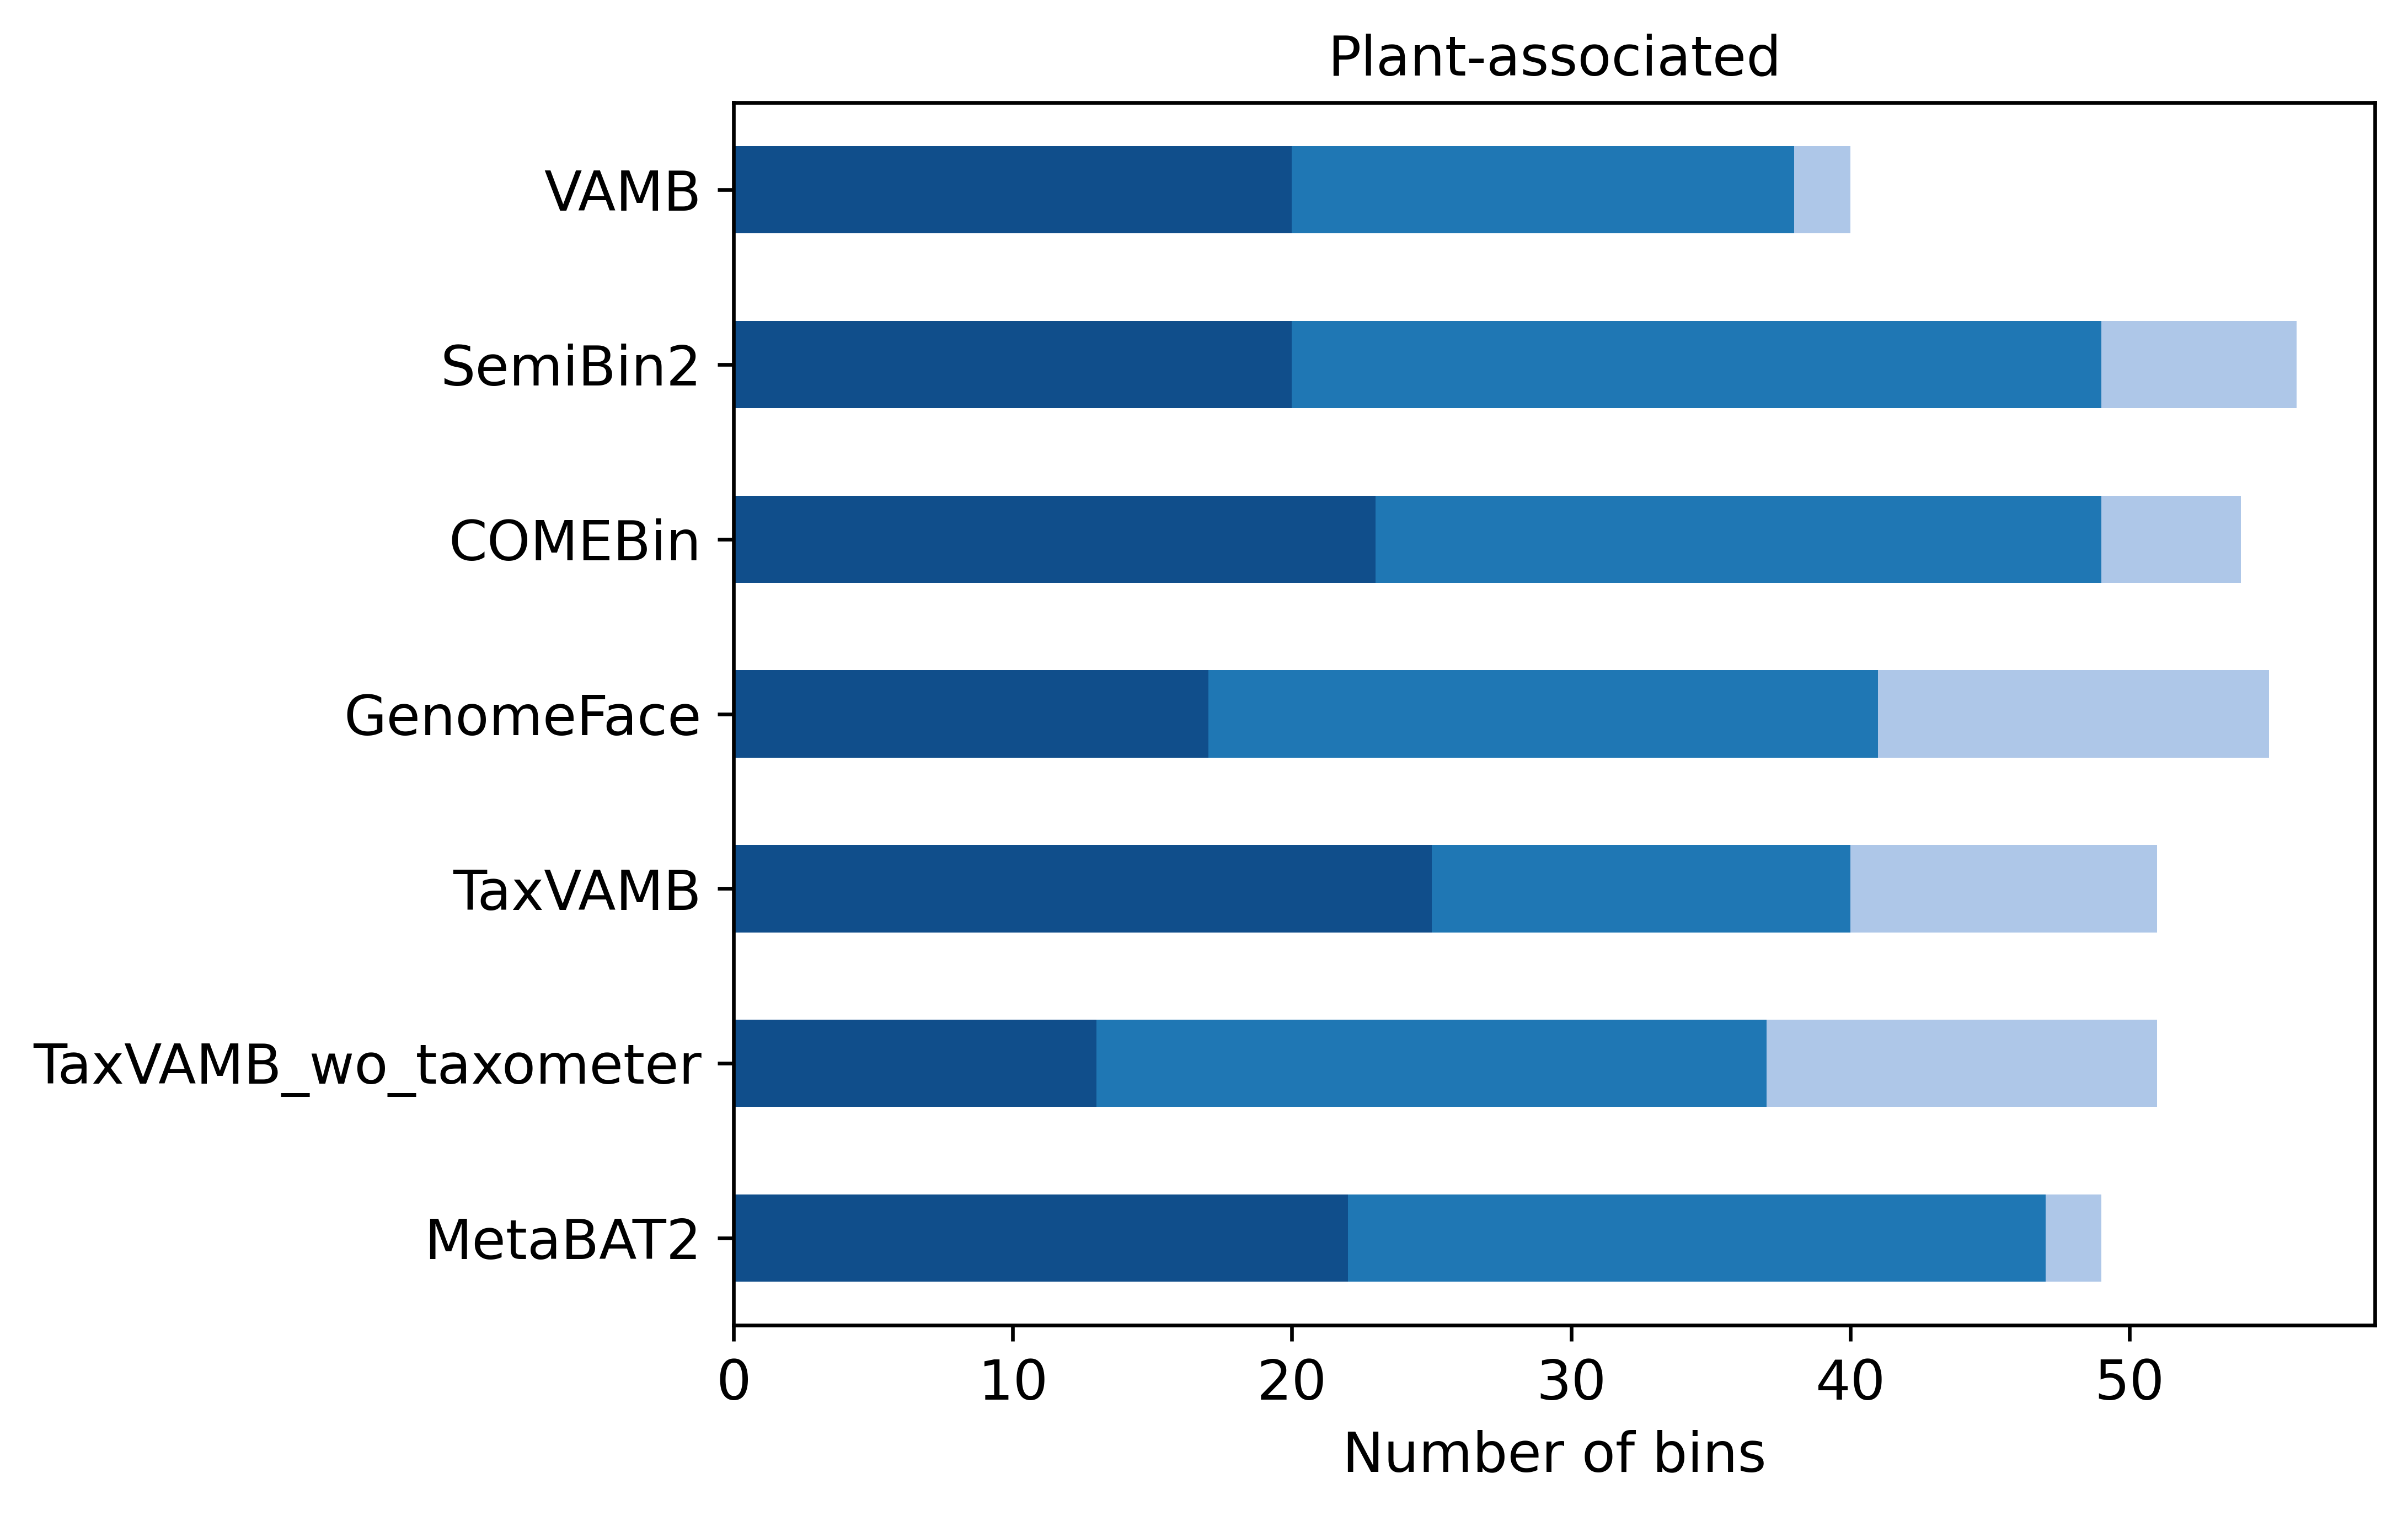 Plant-associated
VAMB
SemiBin2
COMEBin
GenomeFace
TaxVAMB
TaxVAMB_wo_taxometer
MetaBAT2
0 10 20 30 40 50
Number of bins